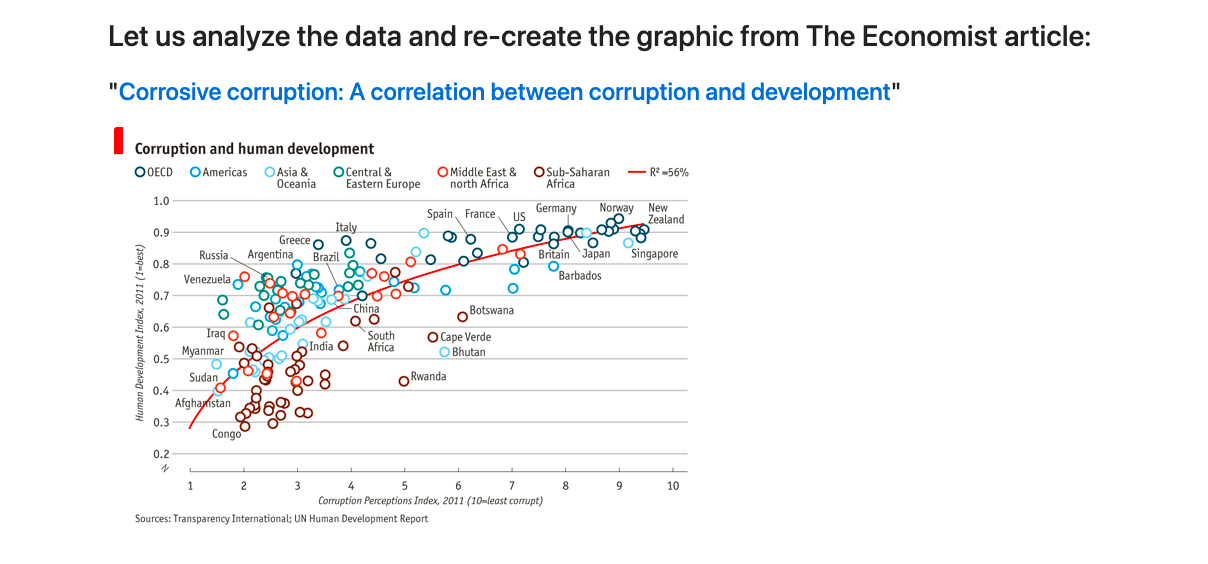 Let us analyze the data and re-create the graphic from The Economist article:
"Corrosive corruption: A correlation between corruption and development"
Corruption and human development
OECD
Americas
Asia &
Oceania
Central &
Eastern Europe
Middle East &
north Africa
Sub-Saharan
Africa
R² =56%
Human Development Index, 2011 (1=best)
1.0
0.9
0.8
0.7
0.6
0.5
0.4
0.3
0.2
Spain
France
US
Germany
Norway
New
Zealand
Italy
Greece
Russia
Argentina
Brazil
Britain
Japan
Singapore
Venezuela
Barbados
China
Botswana
Iraq
South
Africa
Cape Verde
India
Myanmar
Bhutan
Sudan
Rwanda
Afghanistan
Congo
1
2
3
4
5
6
7
8
9
10
Corruption Perceptions Index, 2011 (10=least corrupt)
Sources: Transparency International; UN Human Development Report